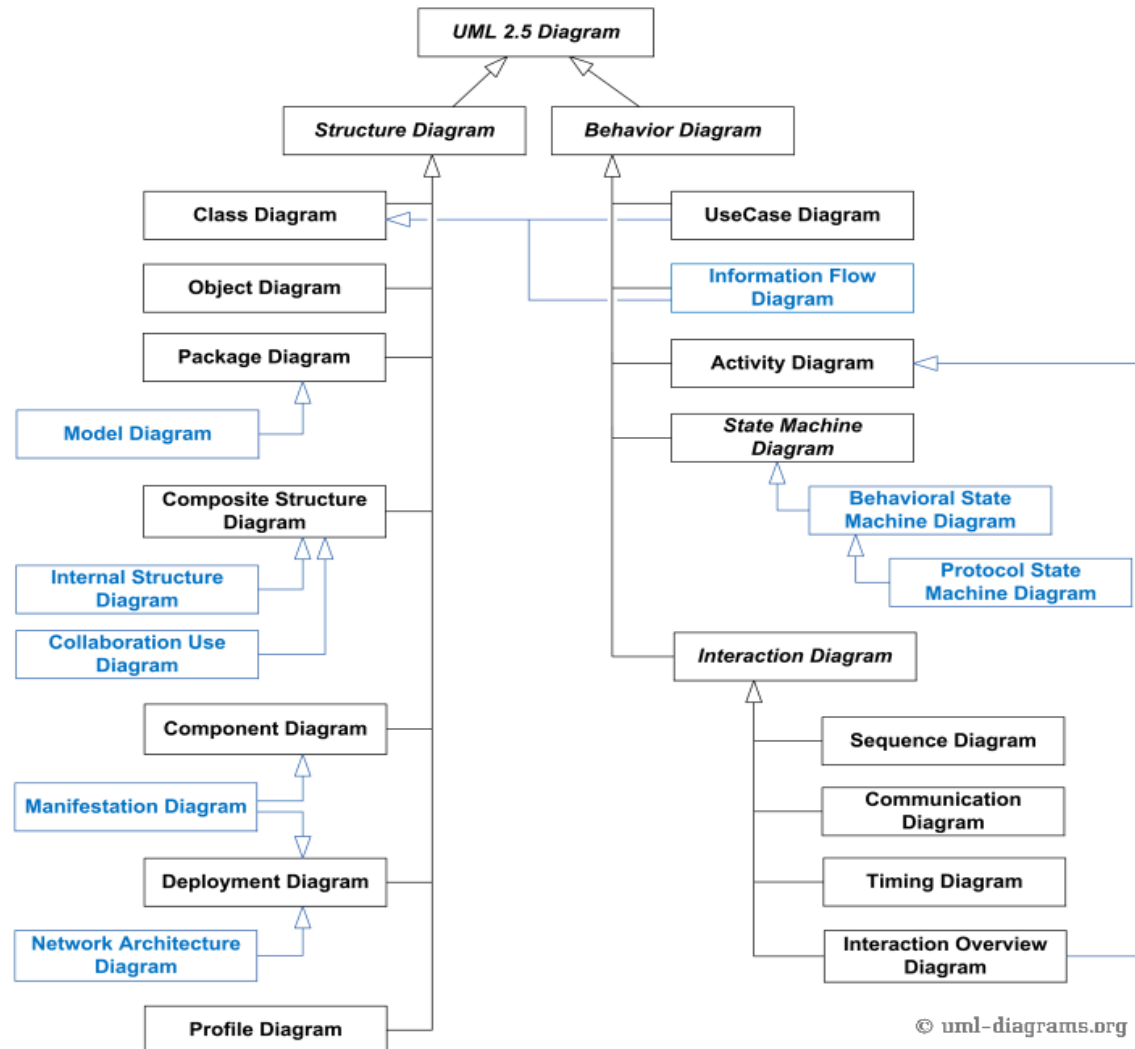 UML 2.5 Diagram
Structure Diagram
Behavior Diagram
Class Diagram
UseCase Diagram
Object Diagram
Information Flow
Diagram
Package Diagram
Activity Diagram
Model Diagram
State Machine
Diagram
Composite Structure
Diagram
Behavioral State
Machine Diagram
Internal Structure
Diagram
Protocol State
Machine Diagram
Collaboration Use
Diagram
Interaction Diagram
Component Diagram
Sequence Diagram
Manifestation Diagram
Communication
Diagram
Deployment Diagram
Timing Diagram
Network Architecture
Diagram
Interaction Overview
Diagram
Profile Diagram
© uml-diagrams.org